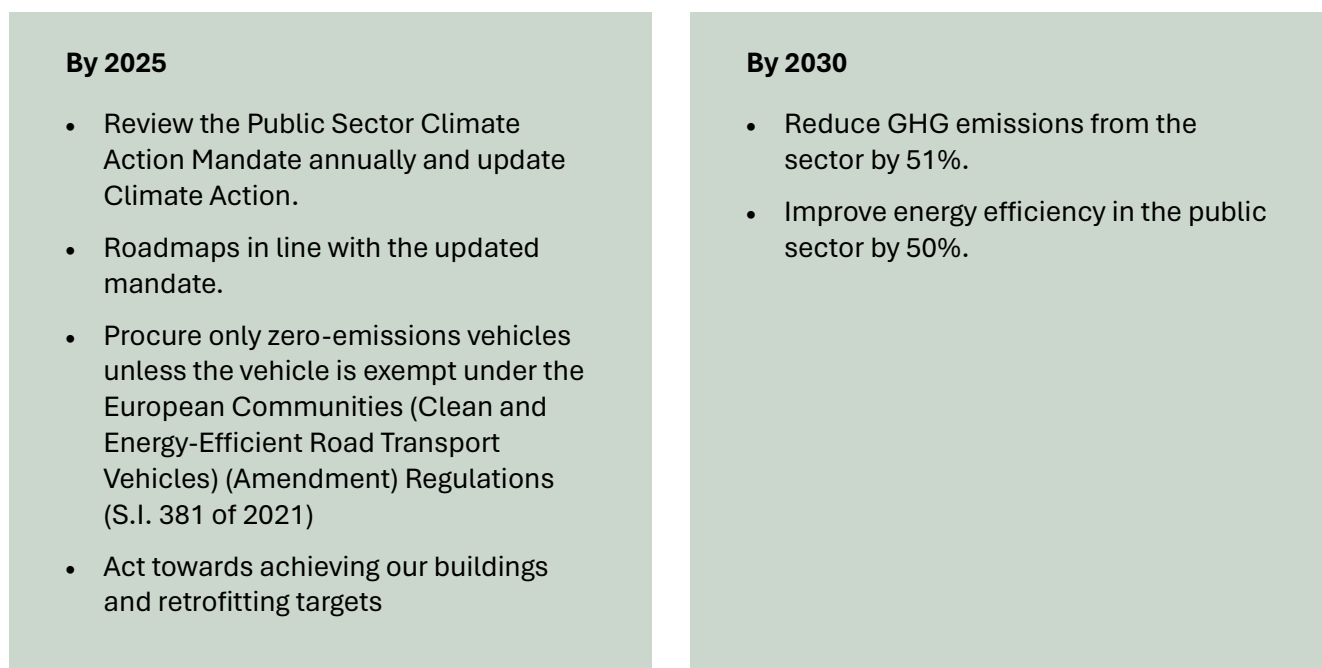 By 2025
• Review the Public Sector Climate
Action Mandate annually and update
Climate Action.
• Roadmaps in line with the updated
mandate.
• Procure only zero-emissions vehicles
unless the vehicle is exempt under the
European Communities (Clean and
Energy-Efficient Road Transport
Vehicles) (Amendment) Regulations
(S.I. 381 of 2021)
• Act towards achieving our buildings
and retrofitting targets
By 2030
• Reduce GHG emissions from the
sector by 51%.
• Improve energy efficiency in the public
sector by 50%.